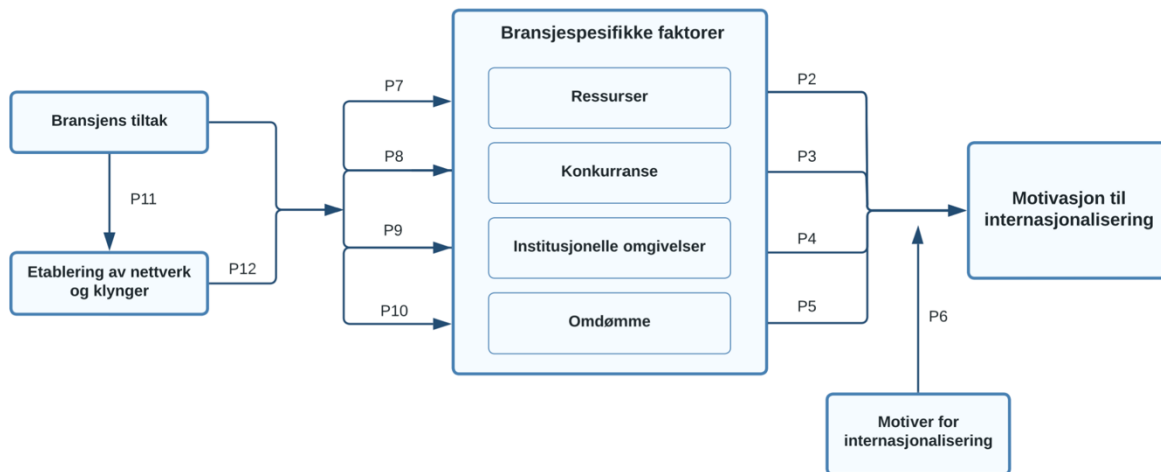 Bransjespesifikke faktorer
Ressurser
Konkurranse
Institusjonelle omgivelser
Omdømme
Bransjens tiltak
P11
Etablering av nettverk
og klynger
P12
P7
P8
P9
P10
P2
P3
P4
P5
P6
Motivasjon til
internasjonalisering
Motiver for
internasjonalisering